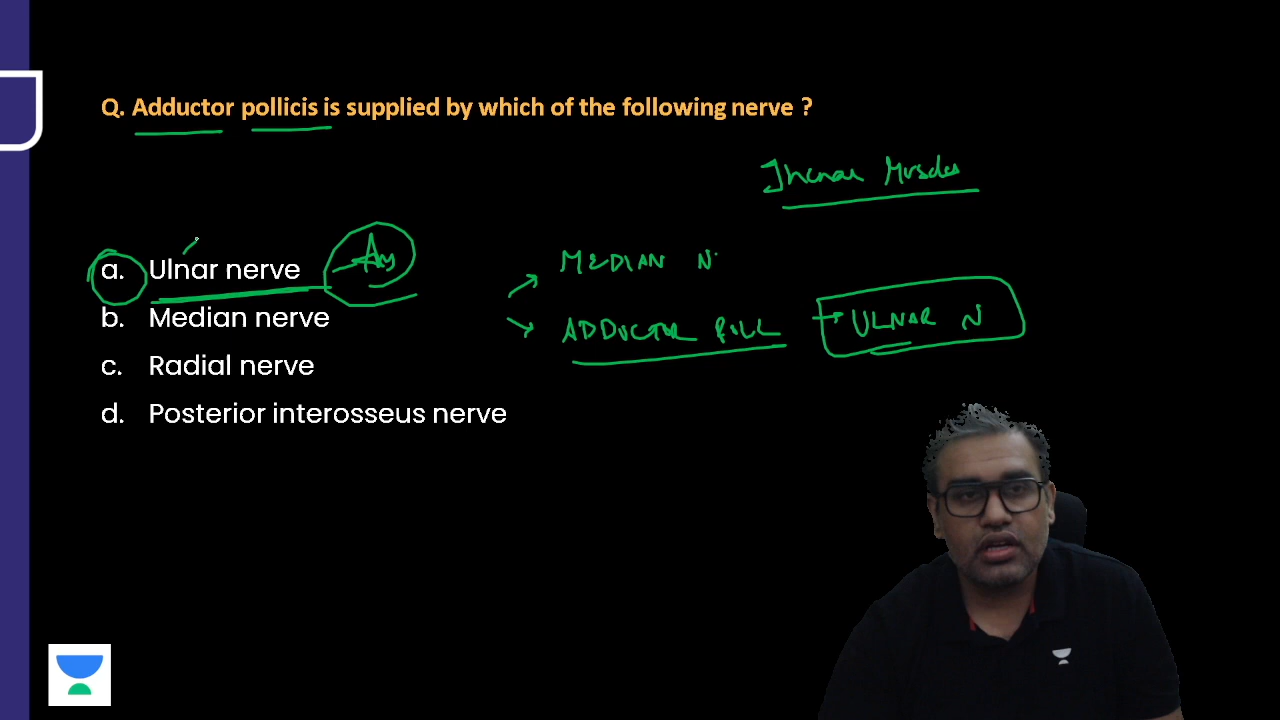 Q. Adductor pollicis is supplied by which of the following nerve ?
Thenar Muscles
a. Ulnar nerve Ans
MEDIAN N.
b. Median nerve
ADDUCTOR POLL → ULNAR N
c. Radial nerve
d. Posterior interosseus nerve